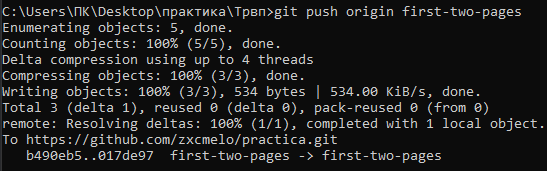 C:\Users\ПК\Desktop\практика\Трвп>git push origin first-two-pages
Enumerating objects: 5, done.
Counting objects: 100% (5/5), done.
Delta compression using up to 4 threads
Compressing objects: 100% (3/3), done.
Writing objects: 100% (3/3), 534 bytes | 534.00 KiB/s, done.
Total 3 (delta 1), reused 0 (delta 0), pack-reused 0 (from 0)
remote: Resolving deltas: 100% (1/1), completed with 1 local object.
To https://github.com/zxcmelo/practica.git
   b490eb5..017de97  first-two-pages -> first-two-pages